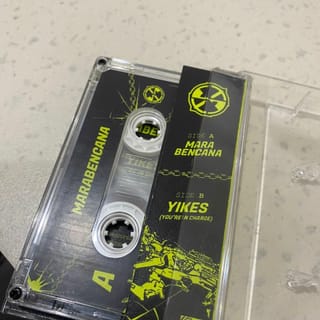 MARABENCANA
A
SIDE A
MARA
BENCANA
SIDE B
YIKES
(YOU'RE IN CHARGE)